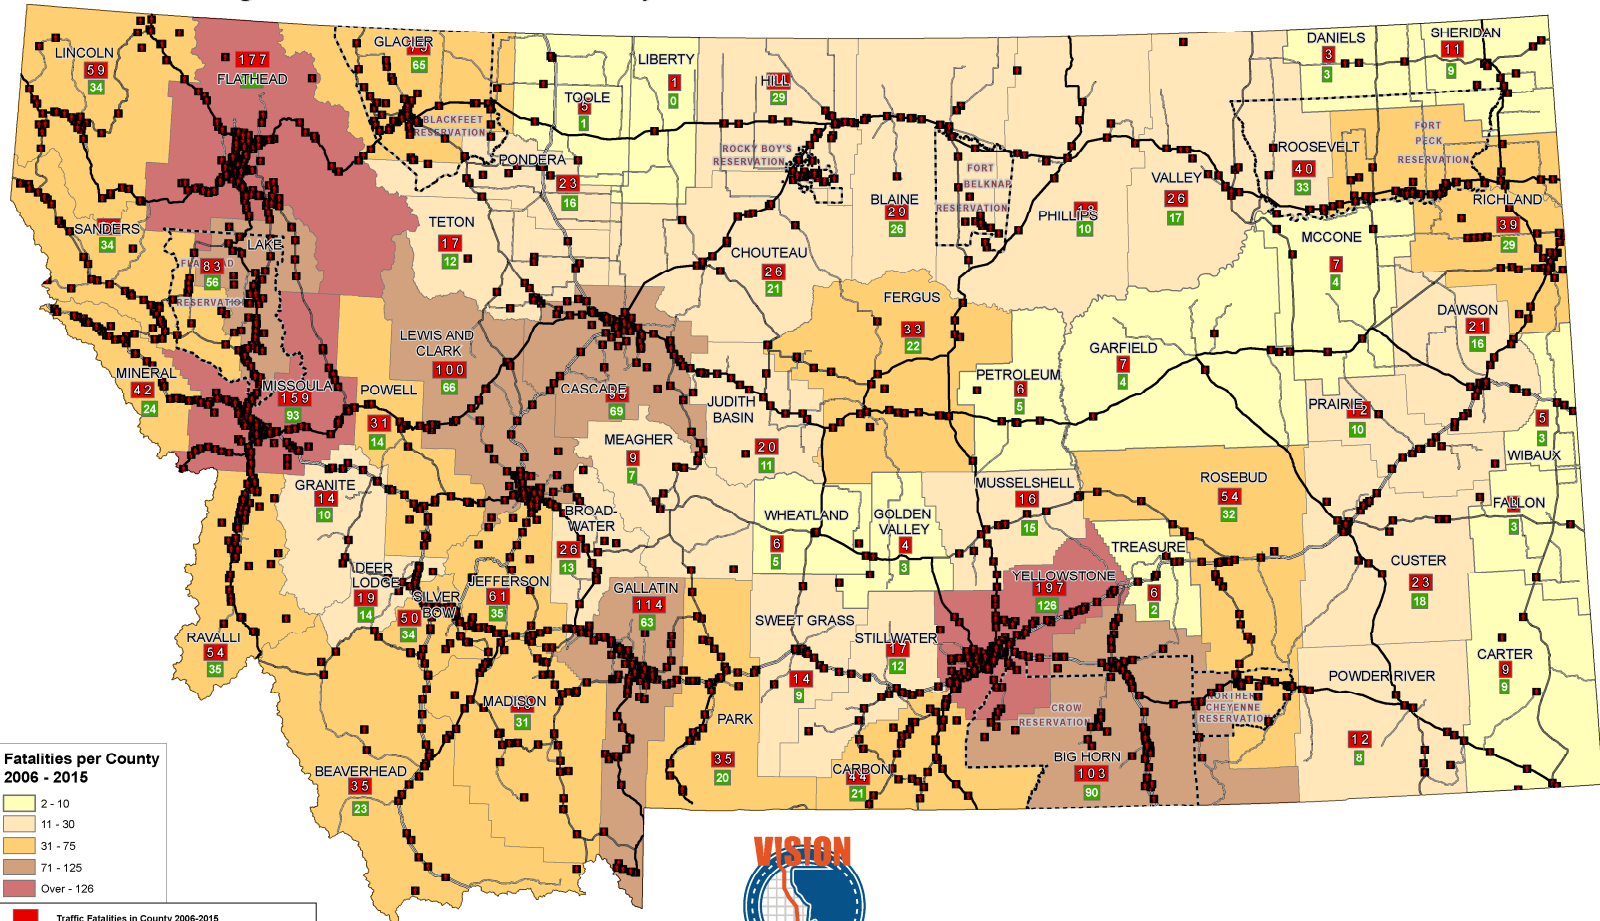 LINCOLN
59
34
177
FLATHEAD
GLACIER
65
BLACKFEET
RESERVATION
TOOLE
5
1
LIBERTY
1
0
HILL
29
ROCKY BOY'S
RESERVATION
DANIELS
3
3
SHERIDAN
11
9
PONDERA
23
16
FORT
BELKNAP
RESERVATION
ROOSEVELT
40
33
FORT
PECK
RESERVATION
SANDERS
34
LAKE
83
56
RESERVATION
TETON
17
12
CHOUTEAU
26
21
BLAINE
29
26
PHILLIPS
10
VALLEY
26
17
MCCONE
7
4
RICHLAND
39
29
LEWIS AND
CLARK
100
66
FERGUS
33
22
GARFIELD
7
4
DAWSON
21
16
MINERAL
42
24
MISSOULA
159
93
POWELL
31
14
CASCADE
95
69
JUDITH
BASIN
20
11
PETROLEUM
6
5
PRAIRIE
12
10
5
3
WIBAUX
MEAGHER
9
7
GRANITE
14
10
BROAD-
WATER
26
13
WHEATLAND
6
5
GOLDEN
VALLEY
4
3
MUSSELSHELL
16
15
ROSEBUD
54
32
FALLON
3
DEER
LODGE
19
14
SILVER
BOW
50
34
JEFFERSON
61
35
GALLATIN
114
63
TREASURE
6
2
YELLOWSTONE
197
126
CUSTER
23
18
RAVALLI
54
35
SWEET GRASS
14
9
STILLWATER
17
12
CARTER
9
9
MADISON
31
PARK
35
20
CARBON
44
21
CROW
RESERVATION
BIG HORN
103
90
CHEYENNE
RESERVATION
POWDER RIVER
12
8
BEAVERHEAD
35
23
Fatalities per County
2006 - 2015
2 - 10
11 - 30
31 - 75
71 - 125
Over - 126
Traffic Fatalities in County 2006-2015
VISION